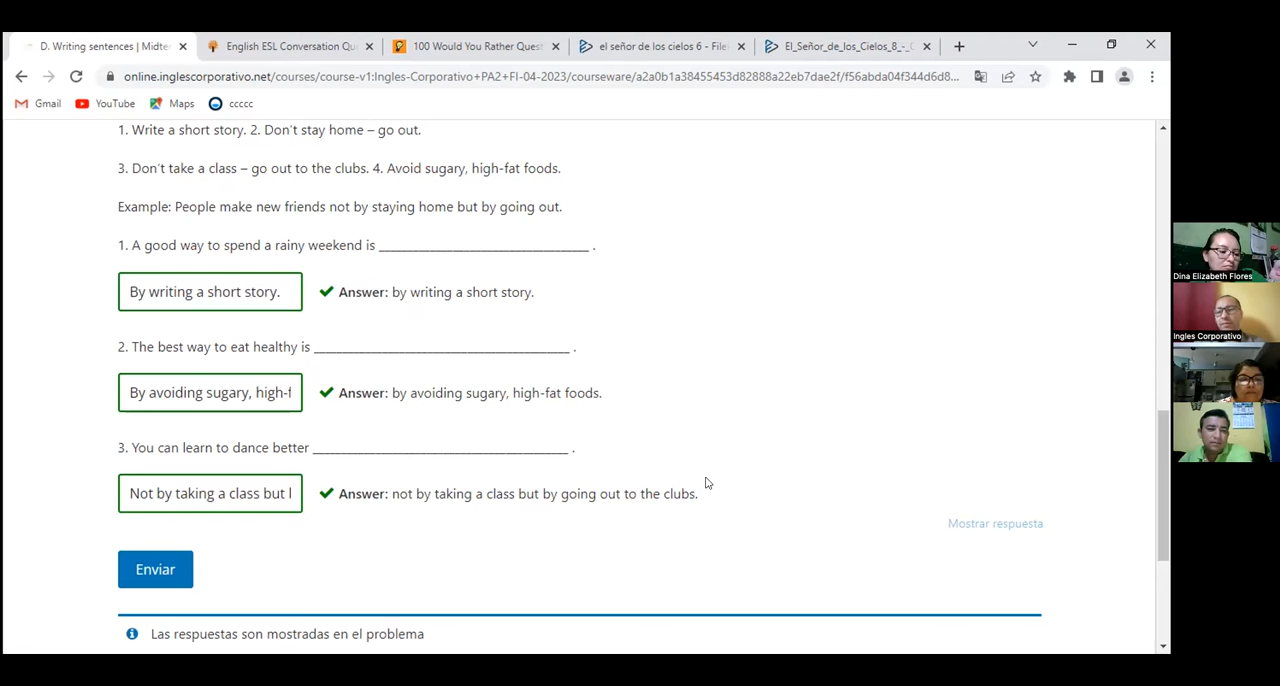 D. Writing sentences | Midte
English ESL Conversation Qu
100 Would You Rather Quest
el señor de los cielos 6 - File
El_Señor_de_los_Cielos_8_-_C
online.inglescorporativo.net/courses/course-v1:Ingles-Corporativo+PA2+FI-04-2023/courseware/a2a0b1a38455453d82888a22eb7dae2f/f56abda04f344d6d8...
Gmail YouTube Maps ccccc
1. Write a short story. 2. Don't stay home – go out.
3. Don't take a class – go out to the clubs. 4. Avoid sugary, high-fat foods.
Example: People make new friends not by staying home but by going out.
1. A good way to spend a rainy weekend is ________________________________ .
By writing a short story.
Answer: by writing a short story.
2. The best way to eat healthy is _______________________________________ .
By avoiding sugary, high-f
Answer: by avoiding sugary, high-fat foods.
3. You can learn to dance better _______________________________________ .
Not by taking a class but l
Answer: not by taking a class but by going out to the clubs.
Mostrar respuesta
Enviar
Las respuestas son mostradas en el problema
Dina Elizabeth Flores
Ingles Corporativo